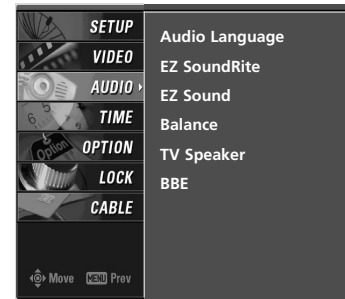 SETUP
VIDEO
AUDIO
TIME
OPTION
LOCK
CABLE
Move MENU Prev
Audio Language
EZ SoundRite
EZ Sound
Balance
TV Speaker
BBE